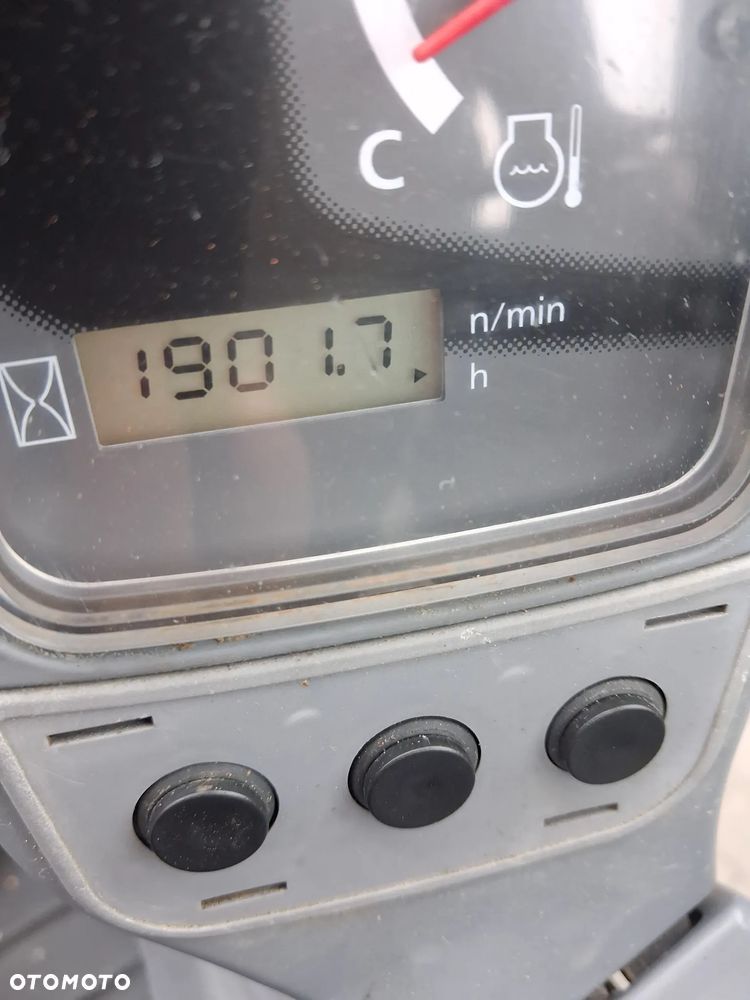 C
n/min
1901.7
h
OTOMOTO